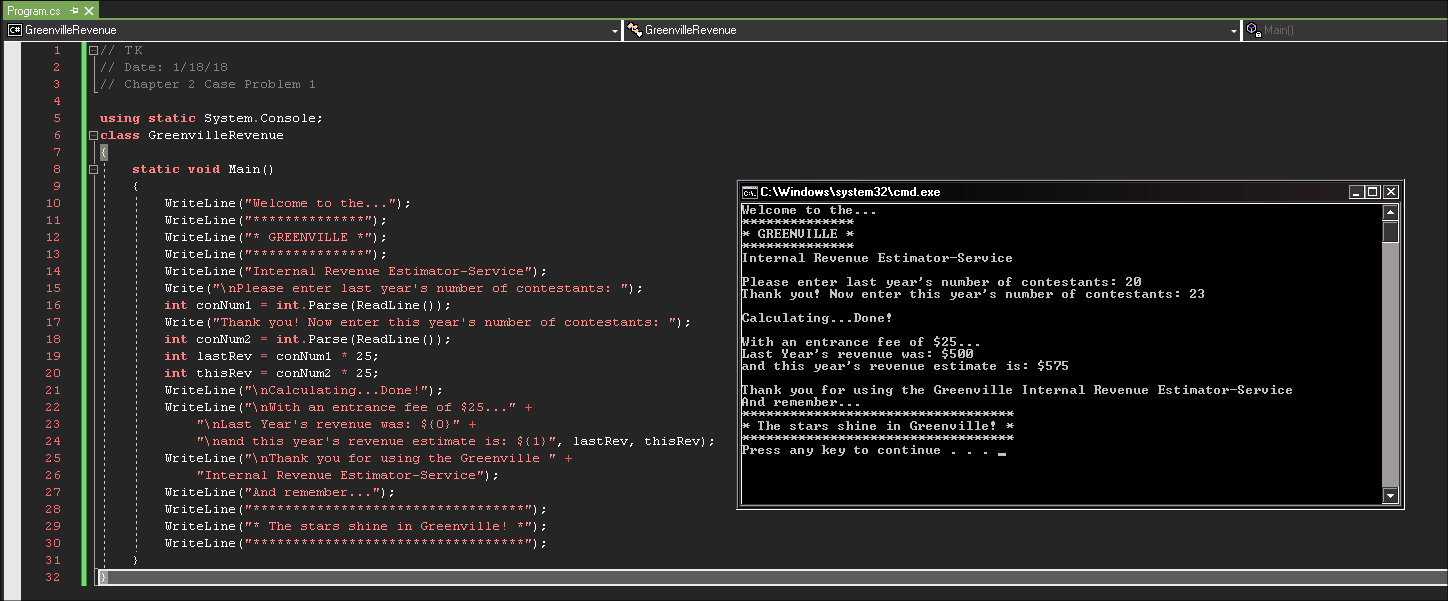 Program.cs
GreenvilleRevenue GreenvilleRevenue Main()
1 // TK
2 // Date: 1/18/18
3 // Chapter 2 Case Problem 1
4
5 using static System.Console;
6 class GreenvilleRevenue
7 {
8 static void Main()
9 {
10 WriteLine("Welcome to the...");
11 WriteLine("**************");
12 WriteLine("* GREENVILLE *");
13 WriteLine("**************");
14 WriteLine("Internal Revenue Estimator-Service");
15 Write("\nPlease enter last year's number of contestants: ");
16 int conNum1 = int.Parse(ReadLine());
17 Write("Thank you! Now enter this year's number of contestants: ");
18 int conNum2 = int.Parse(ReadLine());
19 int lastRev = conNum1 * 25;
20 int thisRev = conNum2 * 25;
21 WriteLine("\nCalculating...Done!");
22 WriteLine("\nWith an entrance fee of $25..." +
23 "\nLast Year's revenue was: ${0}" +
24 "\nand this year's revenue estimate is: ${1}", lastRev, thisRev);
25 WriteLine("\nThank you for using the Greenville " +
26 "Internal Revenue Estimator-Service");
27 WriteLine("And remember...");
28 WriteLine("**********************************");
29 WriteLine("* The stars shine in Greenville! *");
30 WriteLine("**********************************");
31 }
32 }
C:\Windows\system32\cmd.exe
Welcome to the...
**************
* GREENVILLE *
**************
Internal Revenue Estimator-Service
Please enter last year's number of contestants: 20
Thank you! Now enter this year's number of contestants: 23
Calculating...Done!
With an entrance fee of $25...
Last Year's revenue was: $500
and this year's revenue estimate is: $575
Thank you for using the Greenville Internal Revenue Estimator-Service
And remember...
**********************************
* The stars shine in Greenville! *
**********************************
Press any key to continue . . . _